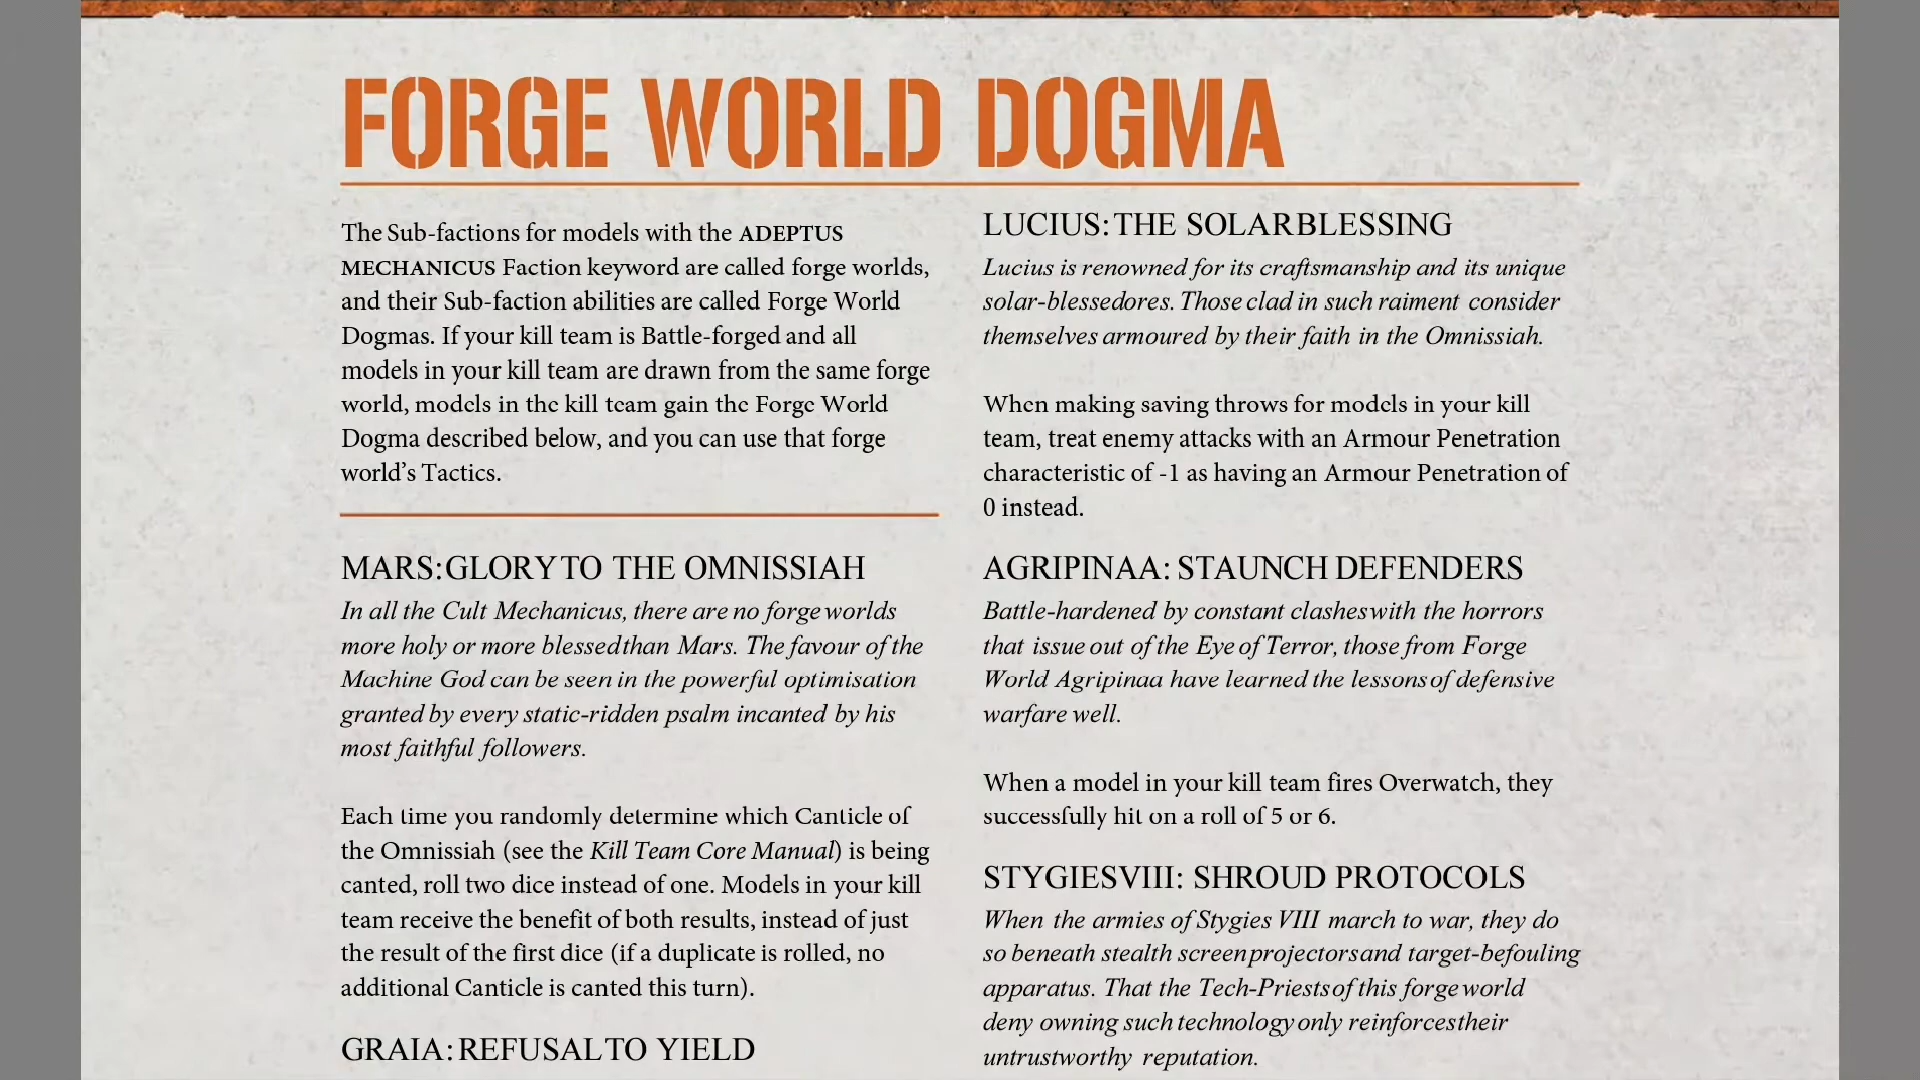 FORGE WORLD DOGMA
The Sub-factions for models with the ADEPTUS
MECHANICUS Faction keyword are called forge worlds,
and their Sub-faction abilities are called Forge World
Dogmas. If your kill team is Battle-forged and all
models in your kill team are drawn from the same forge
world, models in the kill team gain the Forge World
Dogma described below, and you can use that forge
world's Tactics.
MARS: GLORY TO THE OMNISSIAH
In all the Cult Mechanicus, there are no forge worlds
more holy or more blessed than Mars. The favour of the
Machine God can be seen in the powerful optimisation
granted by every static-ridden psalm incanted by his
most faithful followers.
Each time you randomly determine which Canticle of
the Omnissiah (see the Kill Team Core Manual) is being
canted, roll two dice instead of one. Models in your kill
team receive the benefit of both results, instead of just
the result of the first dice (if a duplicate is rolled, no
additional Canticle is canted this turn).
GRAIA: REFUSAL TO YIELD
LUCIUS: THE SOLAR BLESSING
Lucius is renowned for its craftsmanship and its unique
solar-blessed ores. Those clad in such raiment consider
themselves armoured by their faith in the Omnissiah.
When making saving throws for models in your kill
team, treat enemy attacks with an Armour Penetration
characteristic of -1 as having an Armour Penetration of
0 instead.
AGRIPINAA: STAUNCH DEFENDERS
Battle-hardened by constant clashes with the horrors
that issue out of the Eye of Terror, those from Forge
World Agripinaa have learned the lessons of defensive
warfare well.
When a model in your kill team fires Overwatch, they
successfully hit on a roll of 5 or 6.
STYGIES VIII: SHROUD PROTOCOLS
When the armies of Stygies VIII march to war, they do
so beneath stealth screen projectors and target-befouling
apparatus. That the Tech-Priests of this forge world
deny owning such technology only reinforces their
untrustworthy reputation.